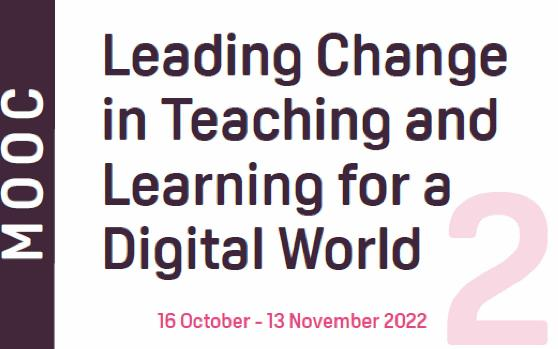 MOOC
Leading Change
in Teaching and
Learning for a
Digital World
2
16 October - 13 November 2022